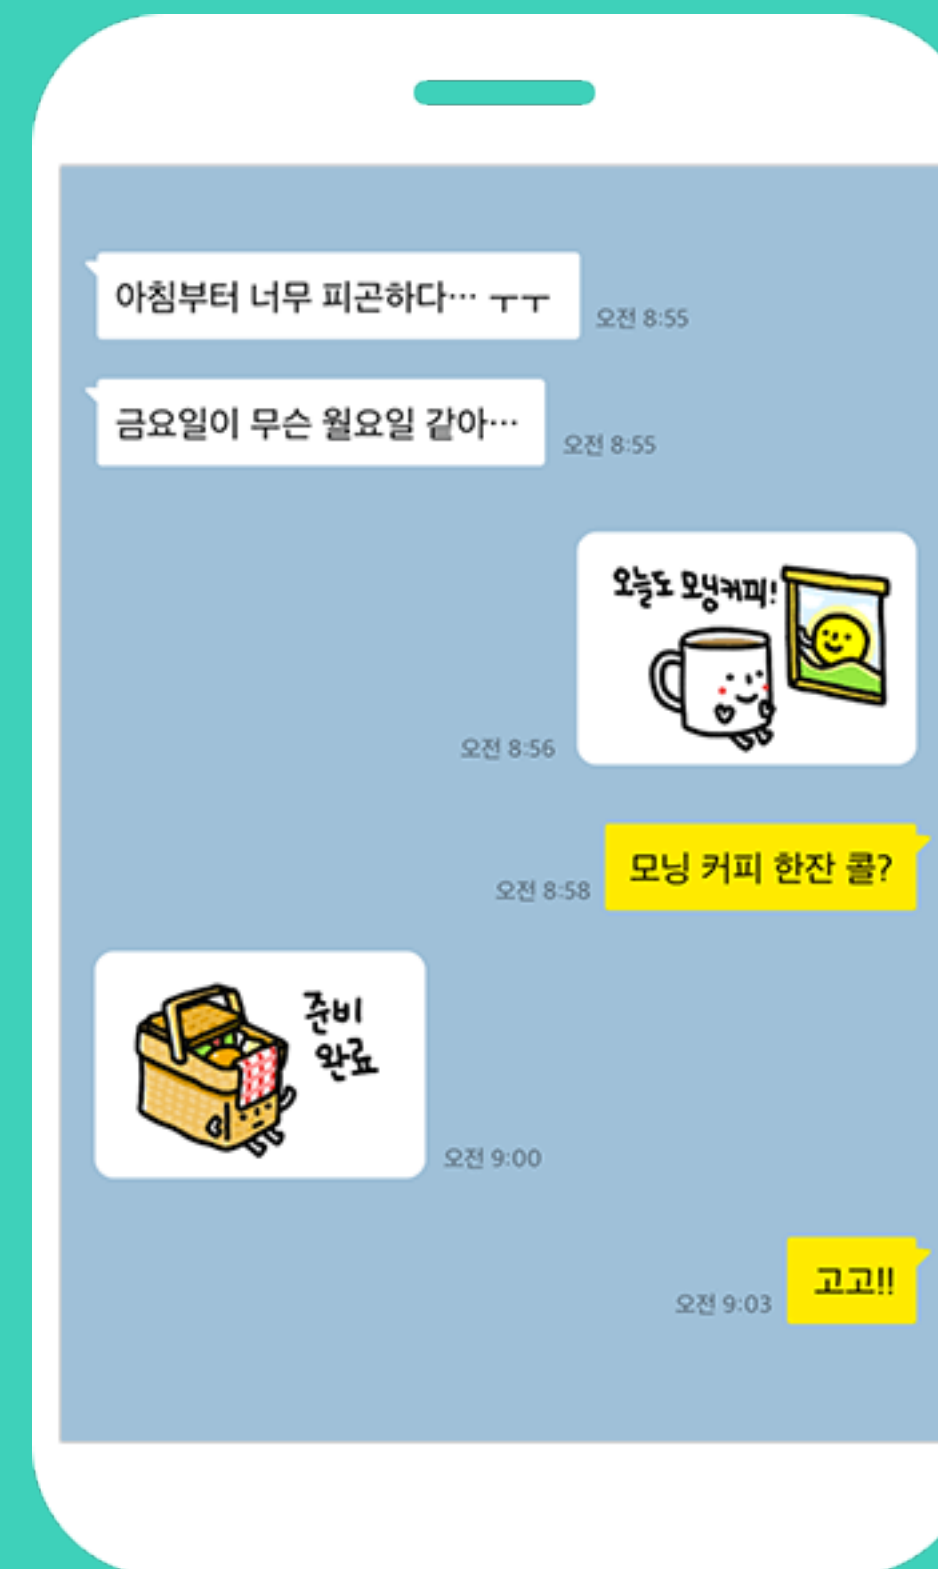 아침부터 너무 피곤하다… ㅜㅜ
오전 8:55
금요일이 무슨 월요일 같아…
오전 8:55
오늘도 모닝커피!
오전 8:56
모닝 커피 한잔 콜?
오전 8:58
준비
완료
오전 9:00
고고!!
오전 9:03